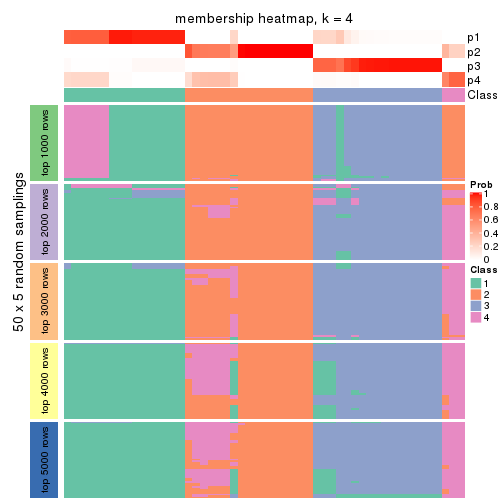 membership heatmap, k = 4
p1
p2
p3
p4
Class
50 x 5 random samplings
top 1000 rows
top 2000 rows
top 3000 rows
top 4000 rows
top 5000 rows
Prob
1
0.8
0.6
0.4
0.2
0
Class
1
2
3
4